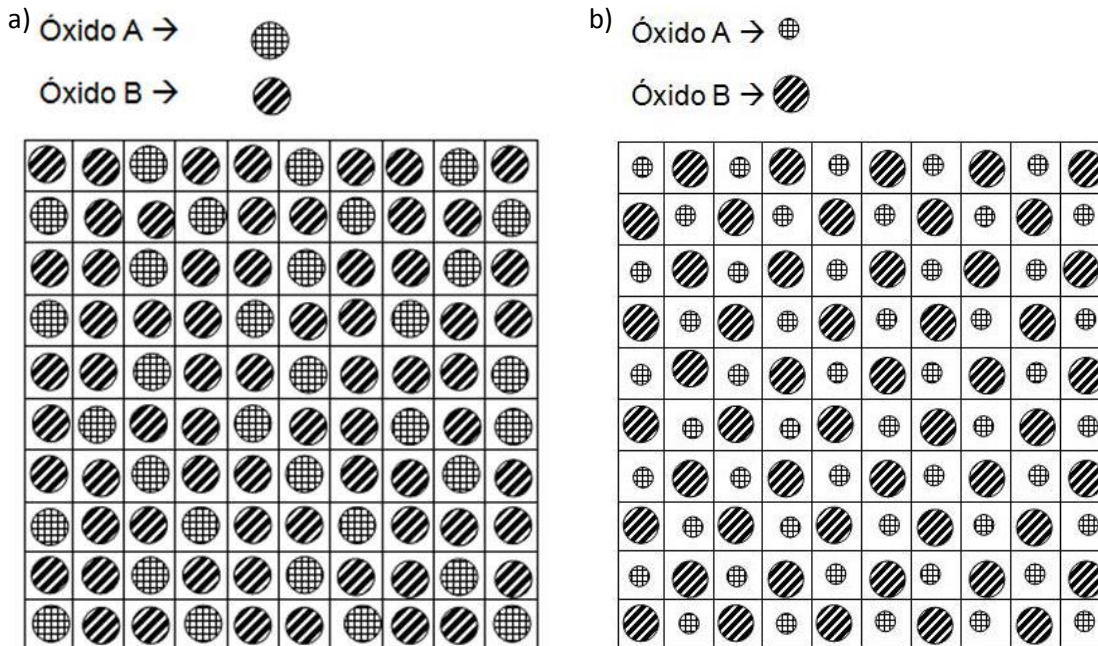 a)
Óxido A →
Óxido B →
b)
Óxido A →
Óxido B →